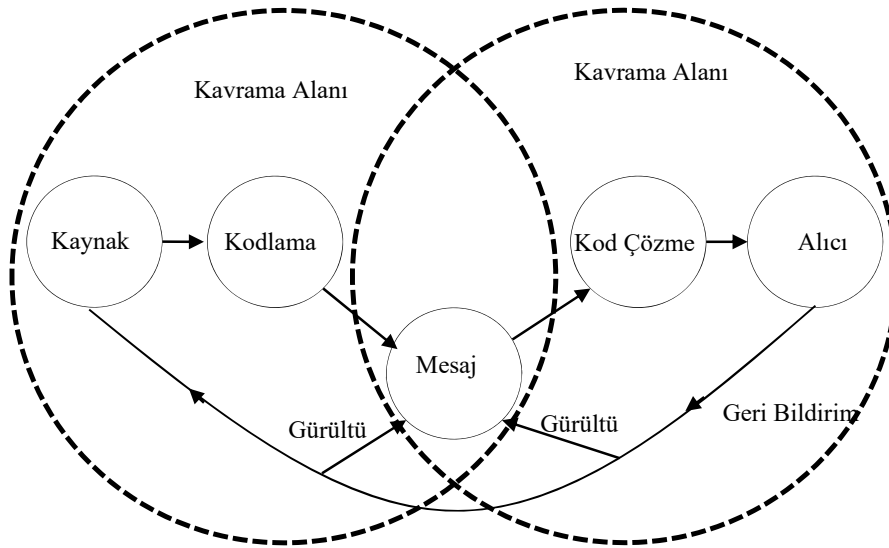 Kavrama Alanı
Kavrama Alanı
Kaynak
Kodlama
Kod Çözme
Alıcı
Mesaj
Gürültü
Gürültü
Geri Bildirim